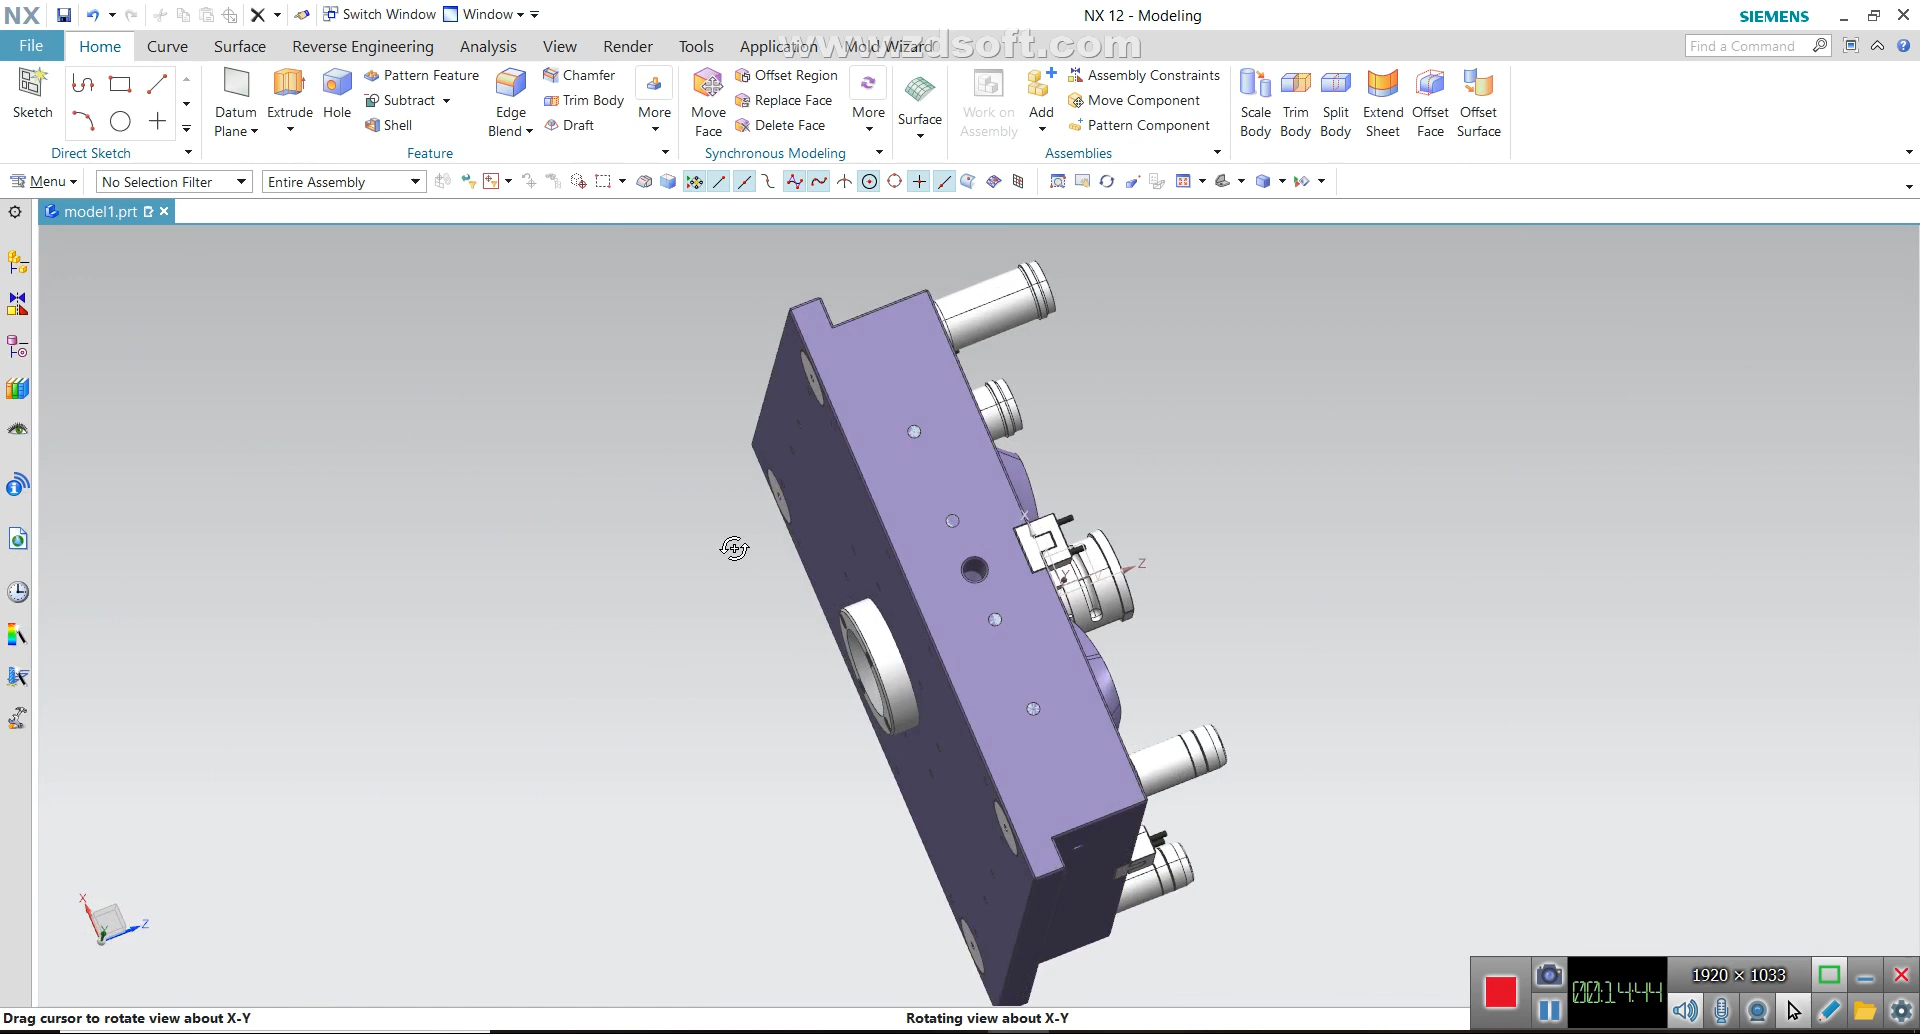 NX Switch Window Window NX 12 - Modeling SIEMENS
File Home Curve Surface Reverse Engineering Analysis View Render Tools Application Mold Wizard Find a Command
www.zdsoft.com
Sketch
Direct Sketch
Datum Plane
Extrude
Hole
Pattern Feature
Subtract
Shell
Edge Blend
Chamfer
Trim Body
Draft
More
Feature
Move Face
Offset Region
Replace Face
Delete Face
More
Synchronous Modeling
Surface
Work on Assembly
Add
Assembly Constraints
Move Component
Pattern Component
Assemblies
Scale Body
Trim Body
Split Body
Extend Sheet
Offset Face
Offset Surface
Menu No Selection Filter Entire Assembly
model1.prt
X
Z
Y
X
Z
Y
1920 × 1033
00:14:44
Drag cursor to rotate view about X-Y Rotating view about X-Y